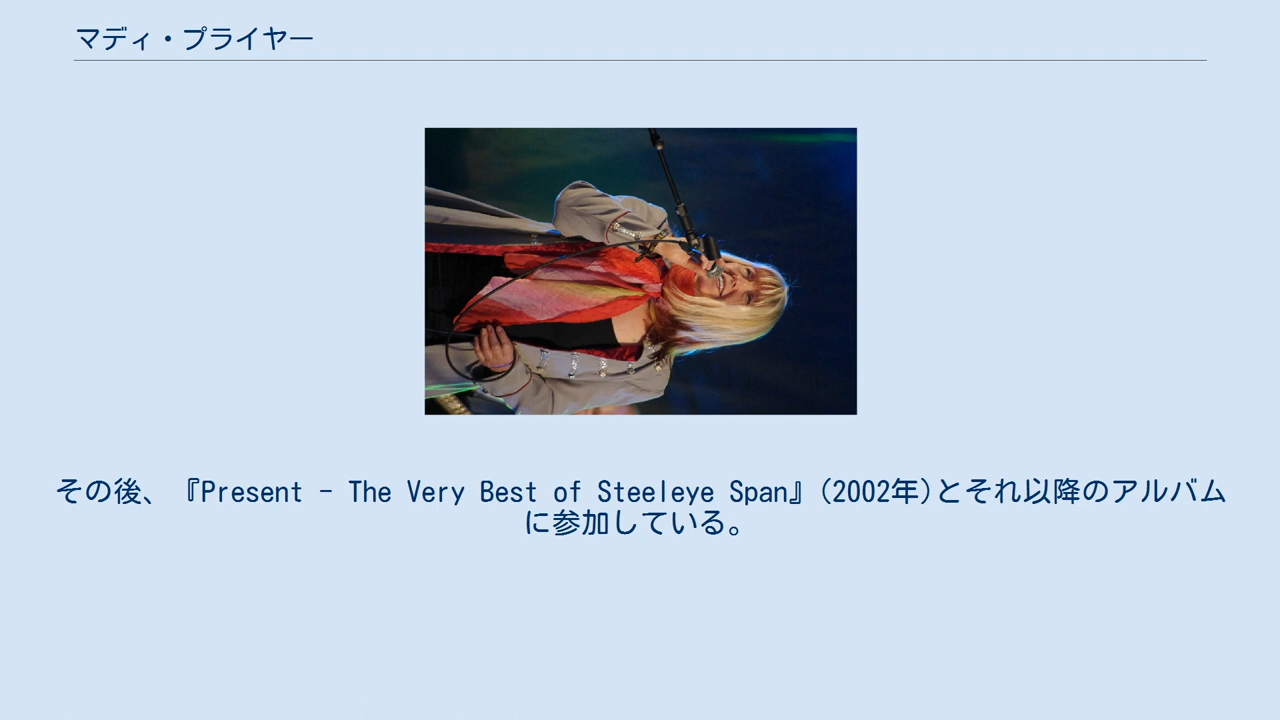 マディ・プライヤー
その後、『Present - The Very Best of Steeleye Span』(2002年)とそれ以降のアルバム
に参加している。